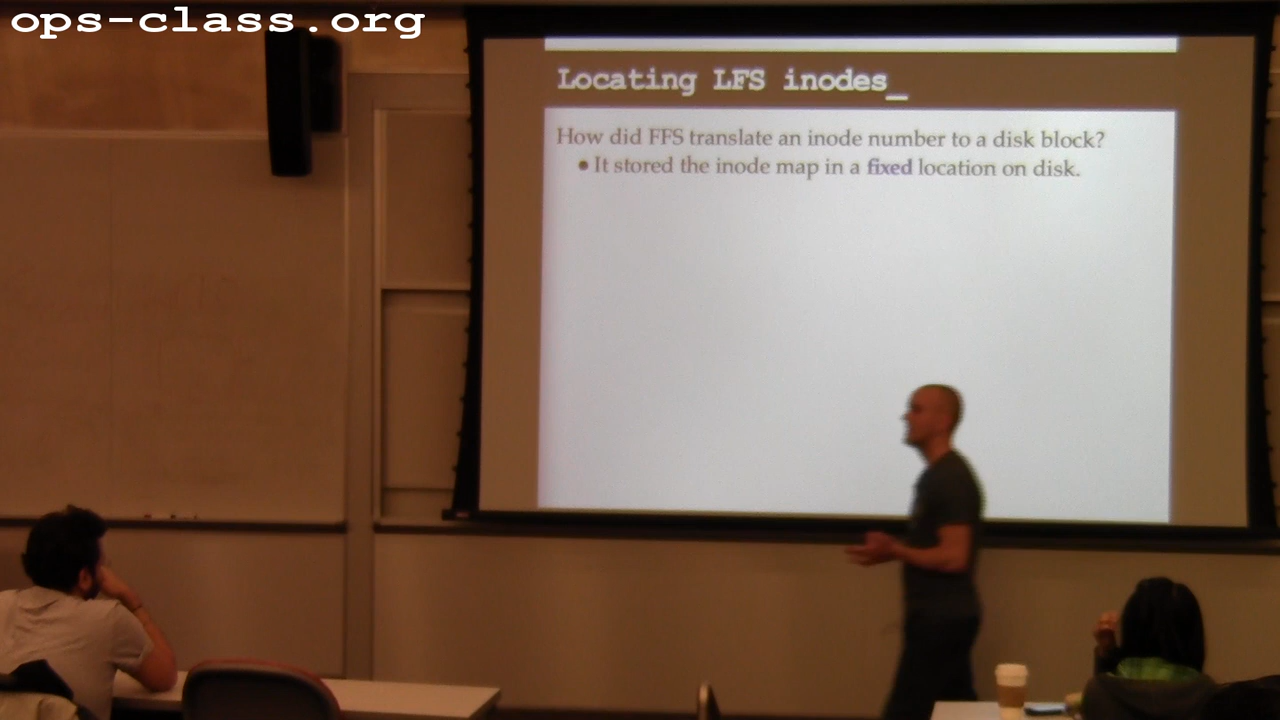 ops-class.org
Locating LFS inodes_
How did FFS translate an inode number to a disk block?
• It stored the inode map in a fixed location on disk.